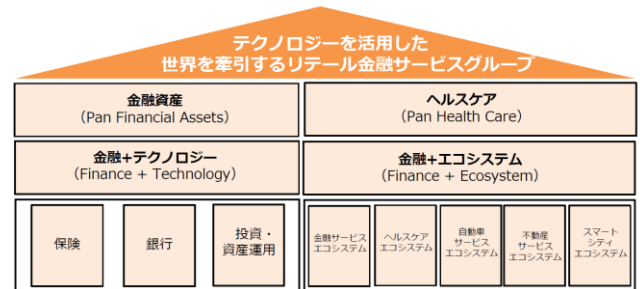 テクノロジーを活用した
世界を牽引するリテール金融サービスグループ
金融資産
（Pan Financial Assets）
ヘルスケア
（Pan Health Care）
金融+テクノロジー
（Finance + Technology）
金融+エコシステム
（Finance + Ecosystem）
保険
銀行
投資・
資産運用
金融サービス
エコシステム
ヘルスケア
エコシステム
自動車
サービス
エコシステム
不動産
サービス
エコシステム
スマート
シティ
エコシステム